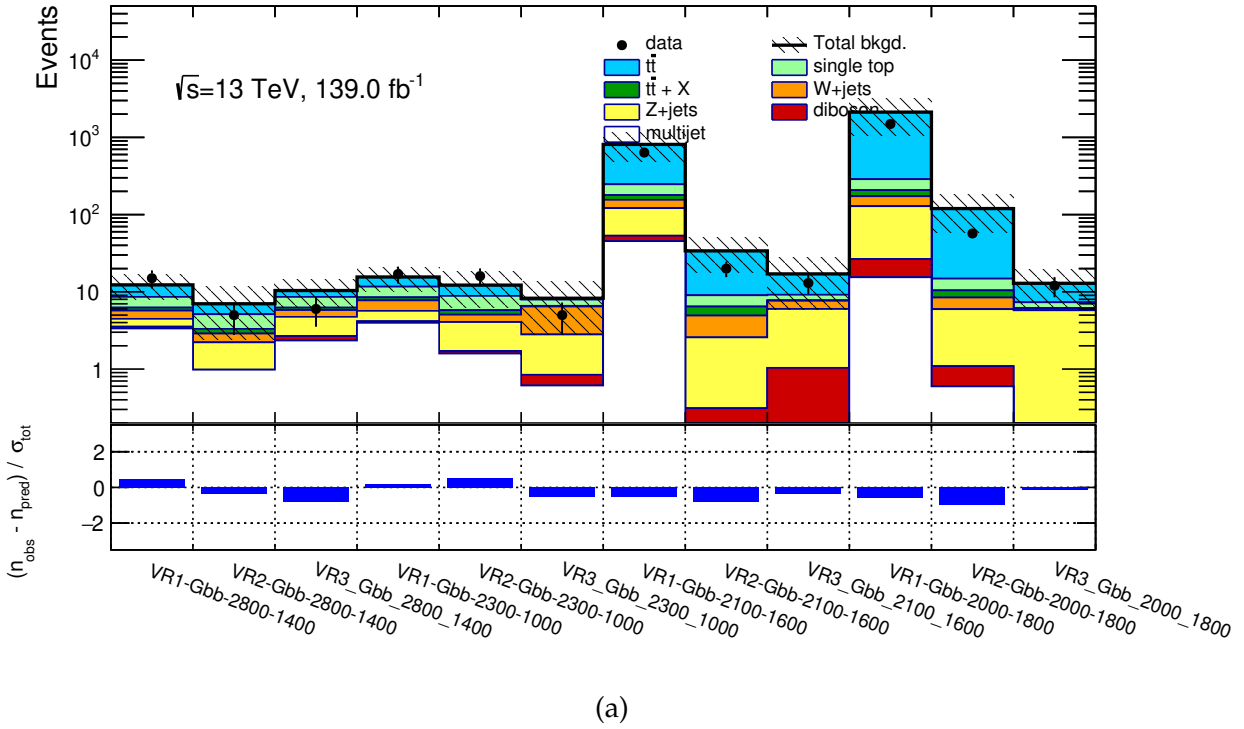 Events
10⁴
10³
10²
10
1
√s=13 TeV, 139.0 fb⁻¹
data
Total bkgd.
tt̄
single top
tt̄ + X
W+jets
Z+jets
diboson
multijet
(n_obs - n_pred) / σ_tot
2
0
−2
VR1-Gbb-2800-1400
VR2-Gbb-2800-1400
VR3_Gbb_2800_1400
VR1-Gbb-2300-1000
VR2-Gbb-2300-1000
VR3_Gbb_2300_1000
VR1-Gbb-2100-1600
VR2-Gbb-2100-1600
VR3_Gbb_2100_1600
VR1-Gbb-2000-1800
VR2-Gbb-2000-1800
VR3_Gbb_2000_1800
(a)